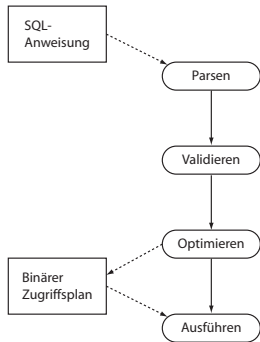 SQL-
Anweisung
Parsen
Validieren
Optimieren
Binärer
Zugriffsplan
Ausführen